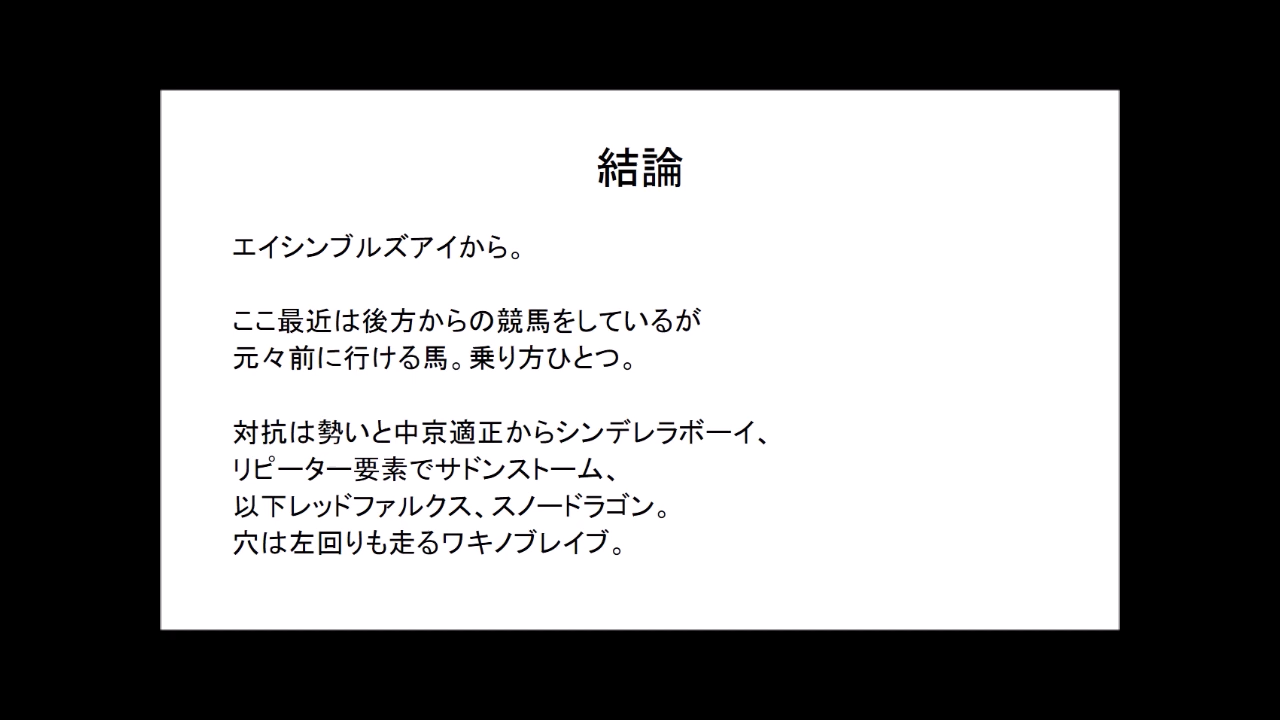 結論
エイシンブルズアイから。
ここ最近は後方からの競馬をしているが
元々前に行ける馬。乗り方ひとつ。
対抗は勢いと中京適正からシンデレラボーイ、
リピーター要素でサドンストーム、
以下レッドファルクス、スノードラゴン。
穴は左回りも走るワキノブレイブ。